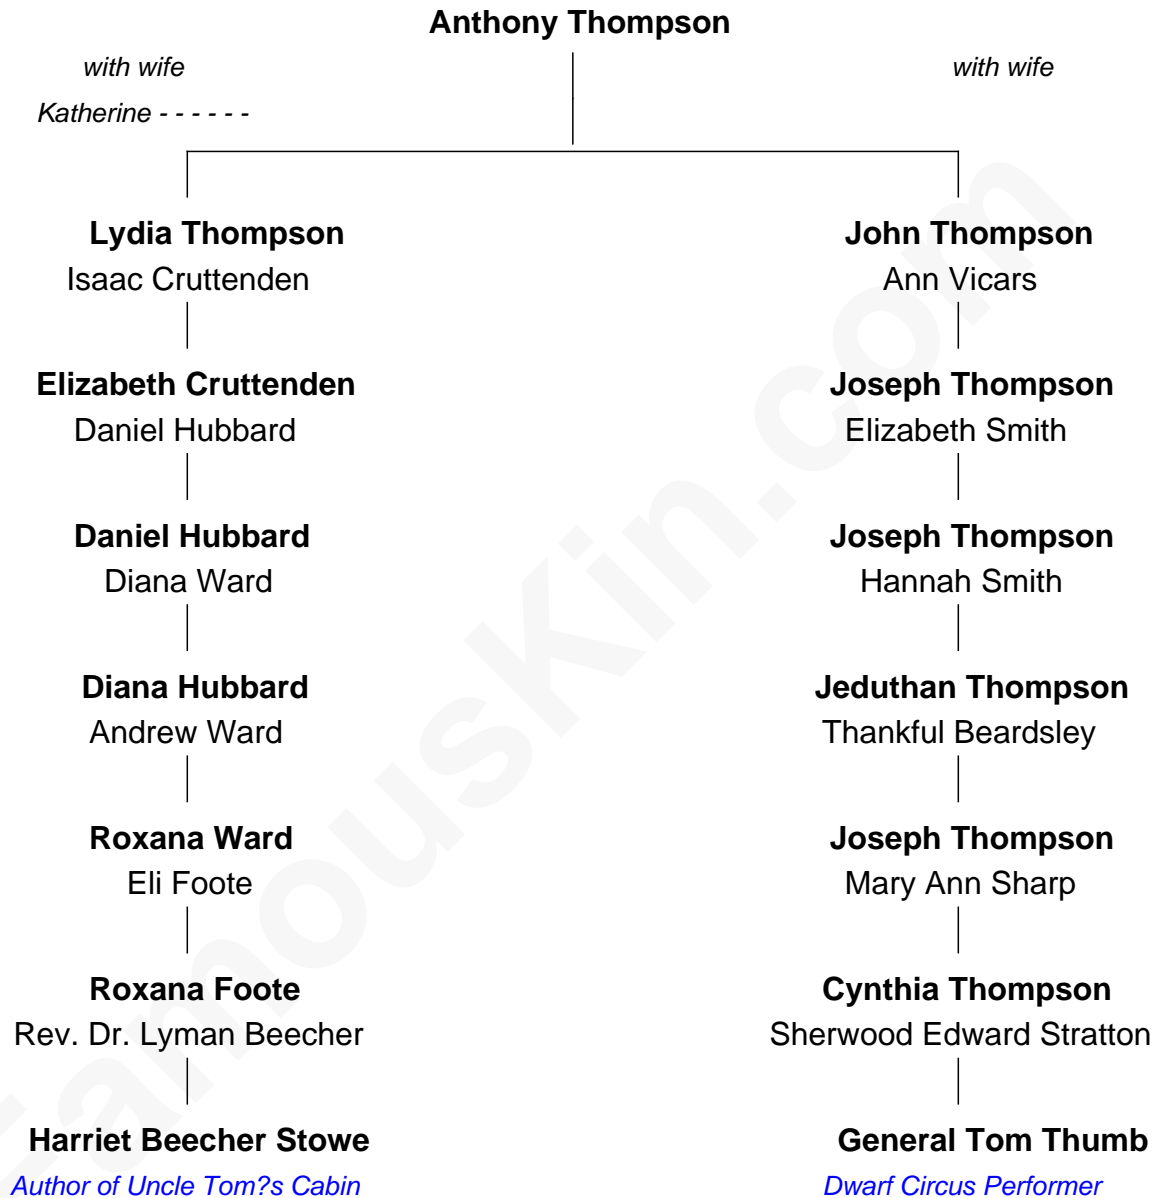 Anthony Thompson
with wife
with wife
Katherine - - - - - -
Lydia Thompson
John Thompson
Isaac Cruttenden
Ann Vicars
Elizabeth Cruttenden
Joseph Thompson
Daniel Hubbard
Elizabeth Smith
Daniel Hubbard
Joseph Thompson
Diana Ward
Hannah Smith
Diana Hubbard
Jeduthan Thompson
Andrew Ward
Thankful Beardsley
Roxana Ward
Joseph Thompson
Eli Foote
Mary Ann Sharp
Roxana Foote
Cynthia Thompson
Rev. Dr. Lyman Beecher
Sherwood Edward Stratton
Harriet Beecher Stowe
General Tom Thumb
Author of Uncle Tom?s Cabin
Dwarf Circus Performer
FamousKin.com